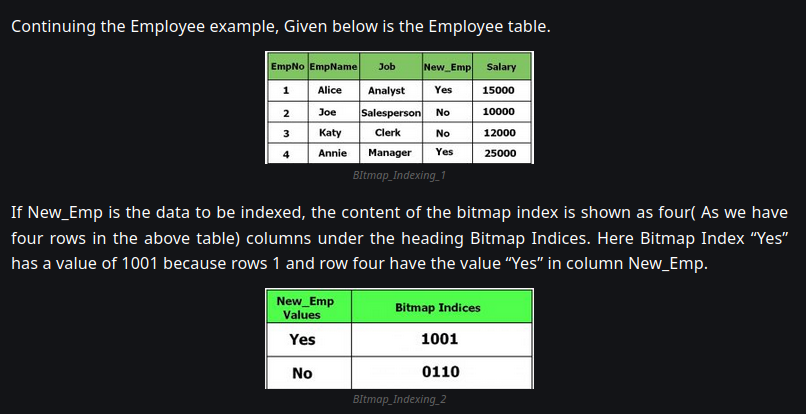 Continuing the Employee example, Given below is the Employee table.
EmpNo EmpName Job New_Emp Salary
1 Alice Analyst Yes 15000
2 Joe Salesperson No 10000
3 Katy Clerk No 12000
4 Annie Manager Yes 25000
BItmap_Indexing_1
If New_Emp is the data to be indexed, the content of the bitmap index is shown as four( As we have
four rows in the above table) columns under the heading Bitmap Indices. Here Bitmap Index “Yes”
has a value of 1001 because rows 1 and row four have the value “Yes” in column New_Emp.
New_Emp
Values Bitmap Indices
Yes 1001
No 0110
BItmap_Indexing_2